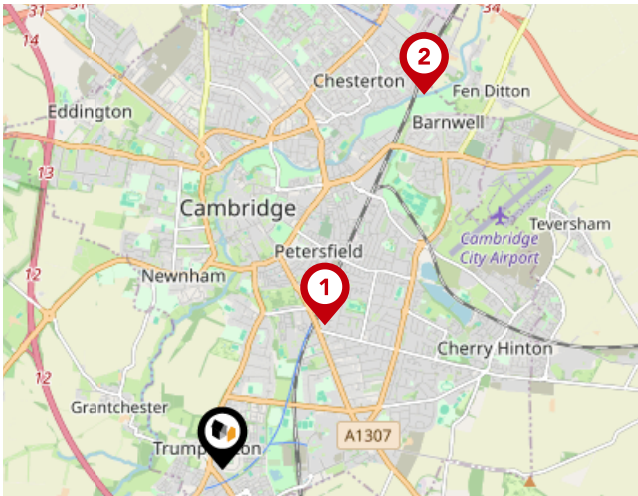 31
34
14
2
Chesterton
Fen Ditton
Eddington
Barnwell
13
Cambridge
Teversham
Cambridge
City Airport
Petersfield
12
Newnham
1
Cherry Hinton
12
Grantchester
A1307